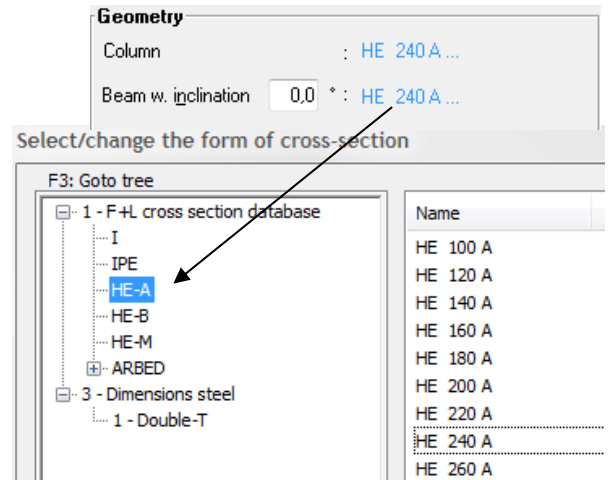 Geometry
Column : HE 240 A ...
Beam w. inclination 0,0 ° : HE 240 A ...
Select/change the form of cross-section
F3: Goto tree
1 - F+L cross section database
I
IPE
HE-A
HE-B
HE-M
ARBED
3 - Dimensions steel
1 - Double-T
Name
HE 100 A
HE 120 A
HE 140 A
HE 160 A
HE 180 A
HE 200 A
HE 220 A
HE 240 A
HE 260 A